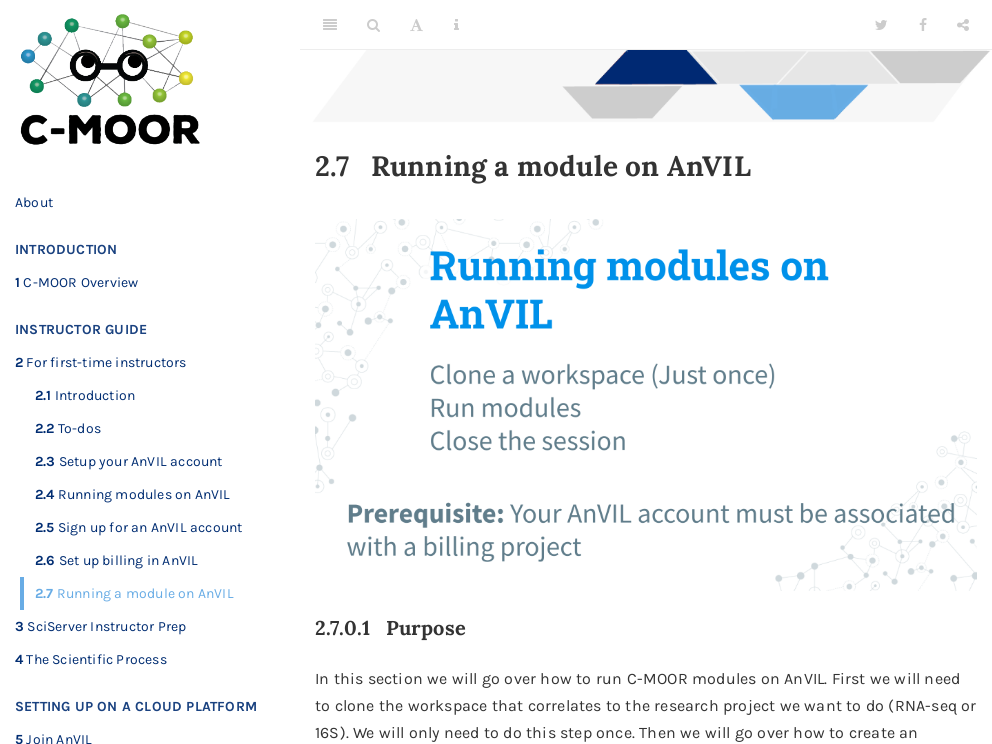 C-MOOR
About
INTRODUCTION
1 C-MOOR Overview
INSTRUCTOR GUIDE
2 For first-time instructors
2.1 Introduction
2.2 To-dos
2.3 Setup your AnVIL account
2.4 Running modules on AnVIL
2.5 Sign up for an AnVIL account
2.6 Set up billing in AnVIL
2.7 Running a module on AnVIL
3 SciServer Instructor Prep
4 The Scientific Process
SETTING UP ON A CLOUD PLATFORM
5 Join AnVIL
A
i
2.7 Running a module on AnVIL
Running modules on
AnVIL
Clone a workspace (Just once)
Run modules
Close the session
Prerequisite: Your AnVIL account must be associated
with a billing project
2.7.0.1 Purpose
In this section we will go over how to run C-MOOR modules on AnVIL. First we will need
to clone the workspace that correlates to the research project we want to do (RNA-seq or
16S). We will only need to do this step once. Then we will go over how to create an